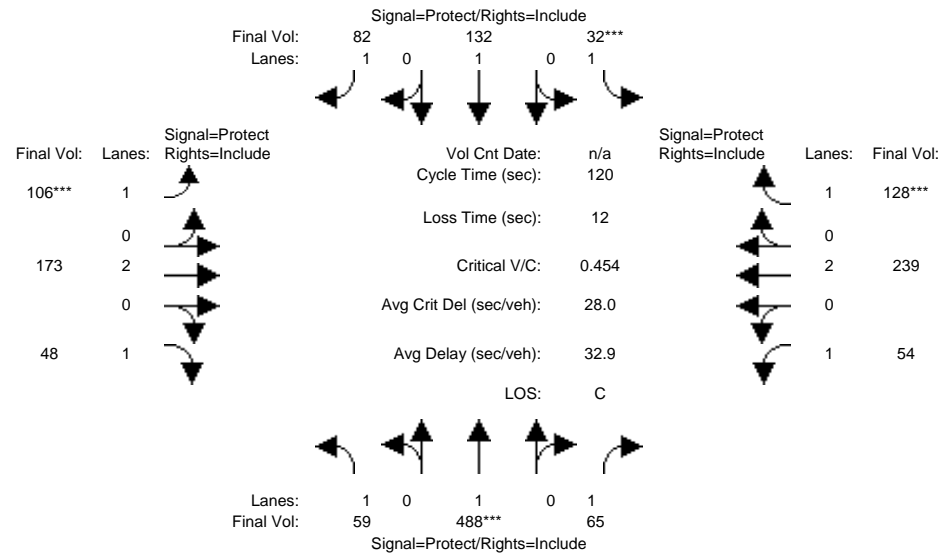 Signal=Protect/Rights=Include
Final Vol: 82 132 32***
Lanes: 1 0 1 0 1
Signal=Protect Signal=Protect
Final Vol: Lanes: Rights=Include Vol Cnt Date: n/a Rights=Include Lanes: Final Vol:
Cycle Time (sec): 120
106*** 1 1 128***
Loss Time (sec): 12
0 0
173 2 Critical V/C: 0.454 2 239
0 Avg Crit Del (sec/veh): 28.0 0
48 1 Avg Delay (sec/veh): 32.9 1 54
LOS: C
Lanes: 1 0 1 0 1
Final Vol: 59 488*** 65
Signal=Protect/Rights=Include